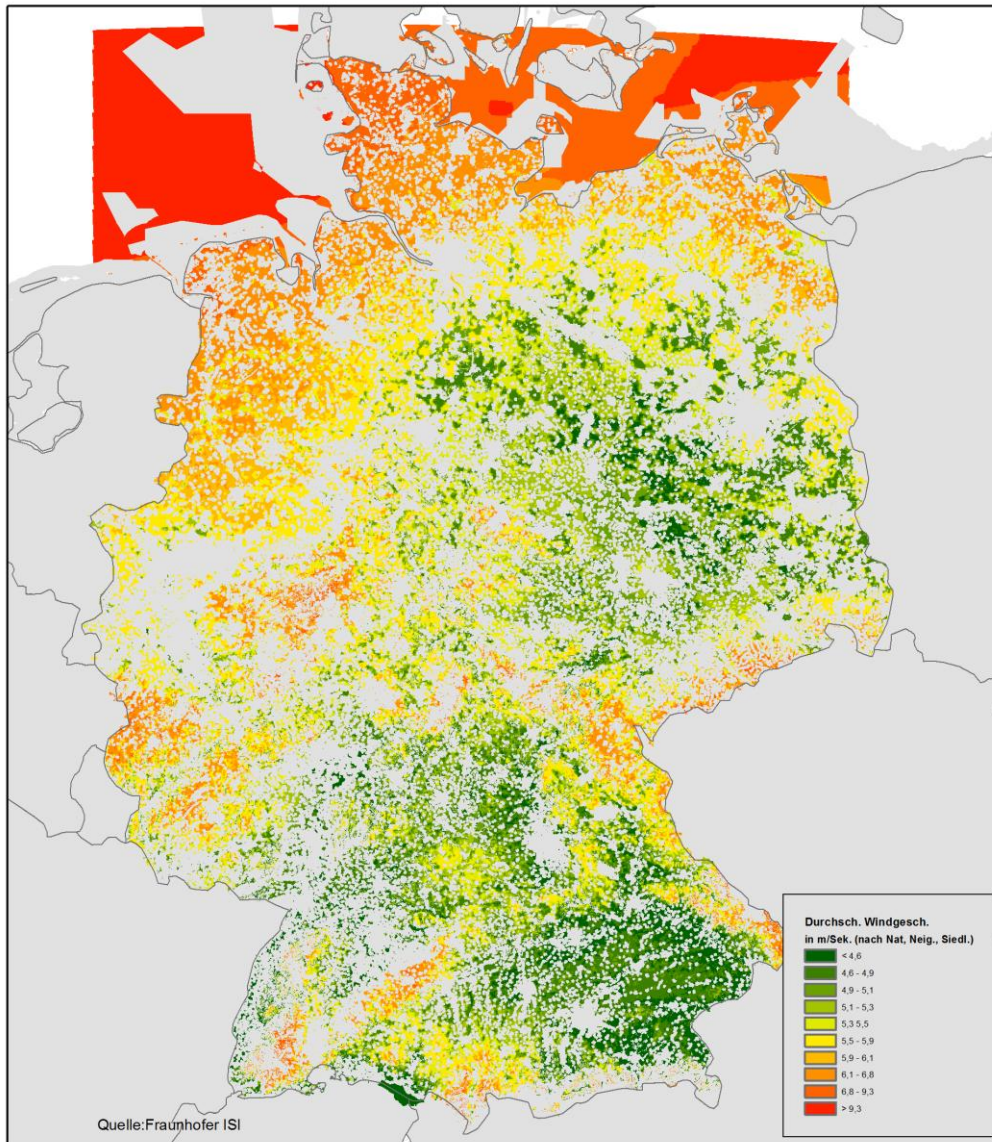 Durchsch. Windgesch.
in m/Sek. (nach Nat, Neig., Siedl.)
< 4,6
4,6 - 4,9
4,9 - 5,1
5,1 - 5,3
5,3 5,5
5,5 - 5,9
5,9 - 6,1
6,1 - 6,8
6,8 - 9,3
> 9,3
Quelle:Fraunhofer ISI